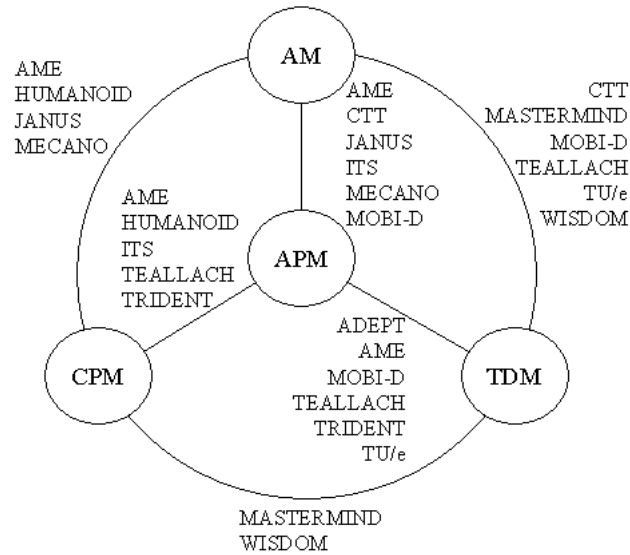 AM
AME
HUMANOID
JANUS
MECANO
AME
CTT
JANUS
ITS
MECANO
MOBI-D
CTT
MASTERMIND
MOBI-D
TEALLACH
TU/e
WISDOM
AME
HUMANOID
ITS
TEALLACH
TRIDENT
APM
ADEPT
AME
MOBI-D
TEALLACH
TRIDENT
TU/e
CPM
TDM
MASTERMIND
WISDOM